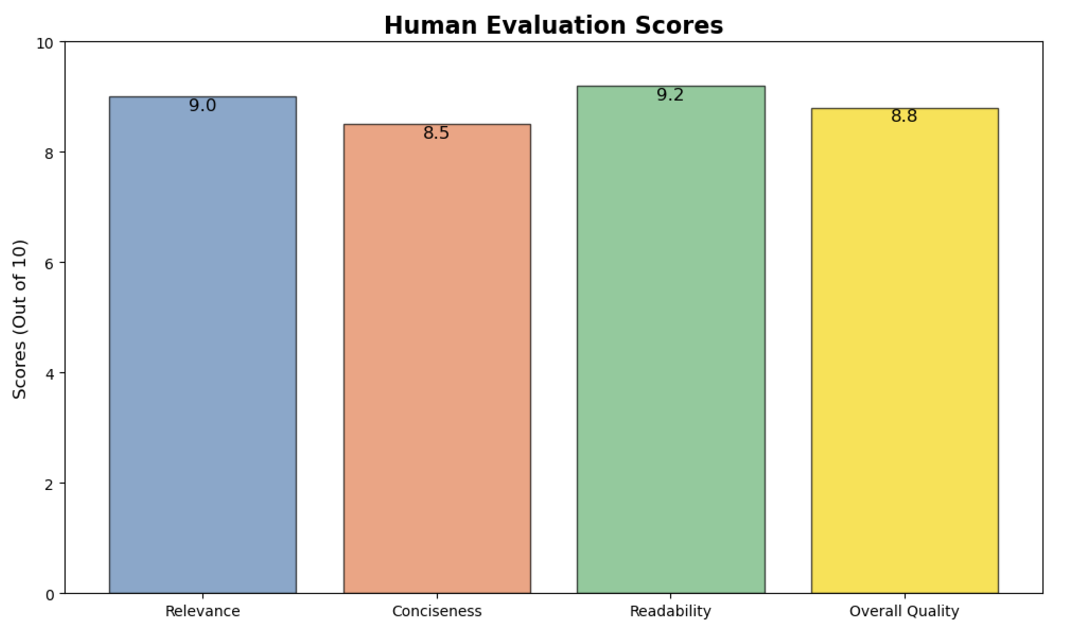 Human Evaluation Scores
Scores (Out of 10)
10
8
6
4
2
0
9.0
8.5
9.2
8.8
Relevance
Conciseness
Readability
Overall Quality